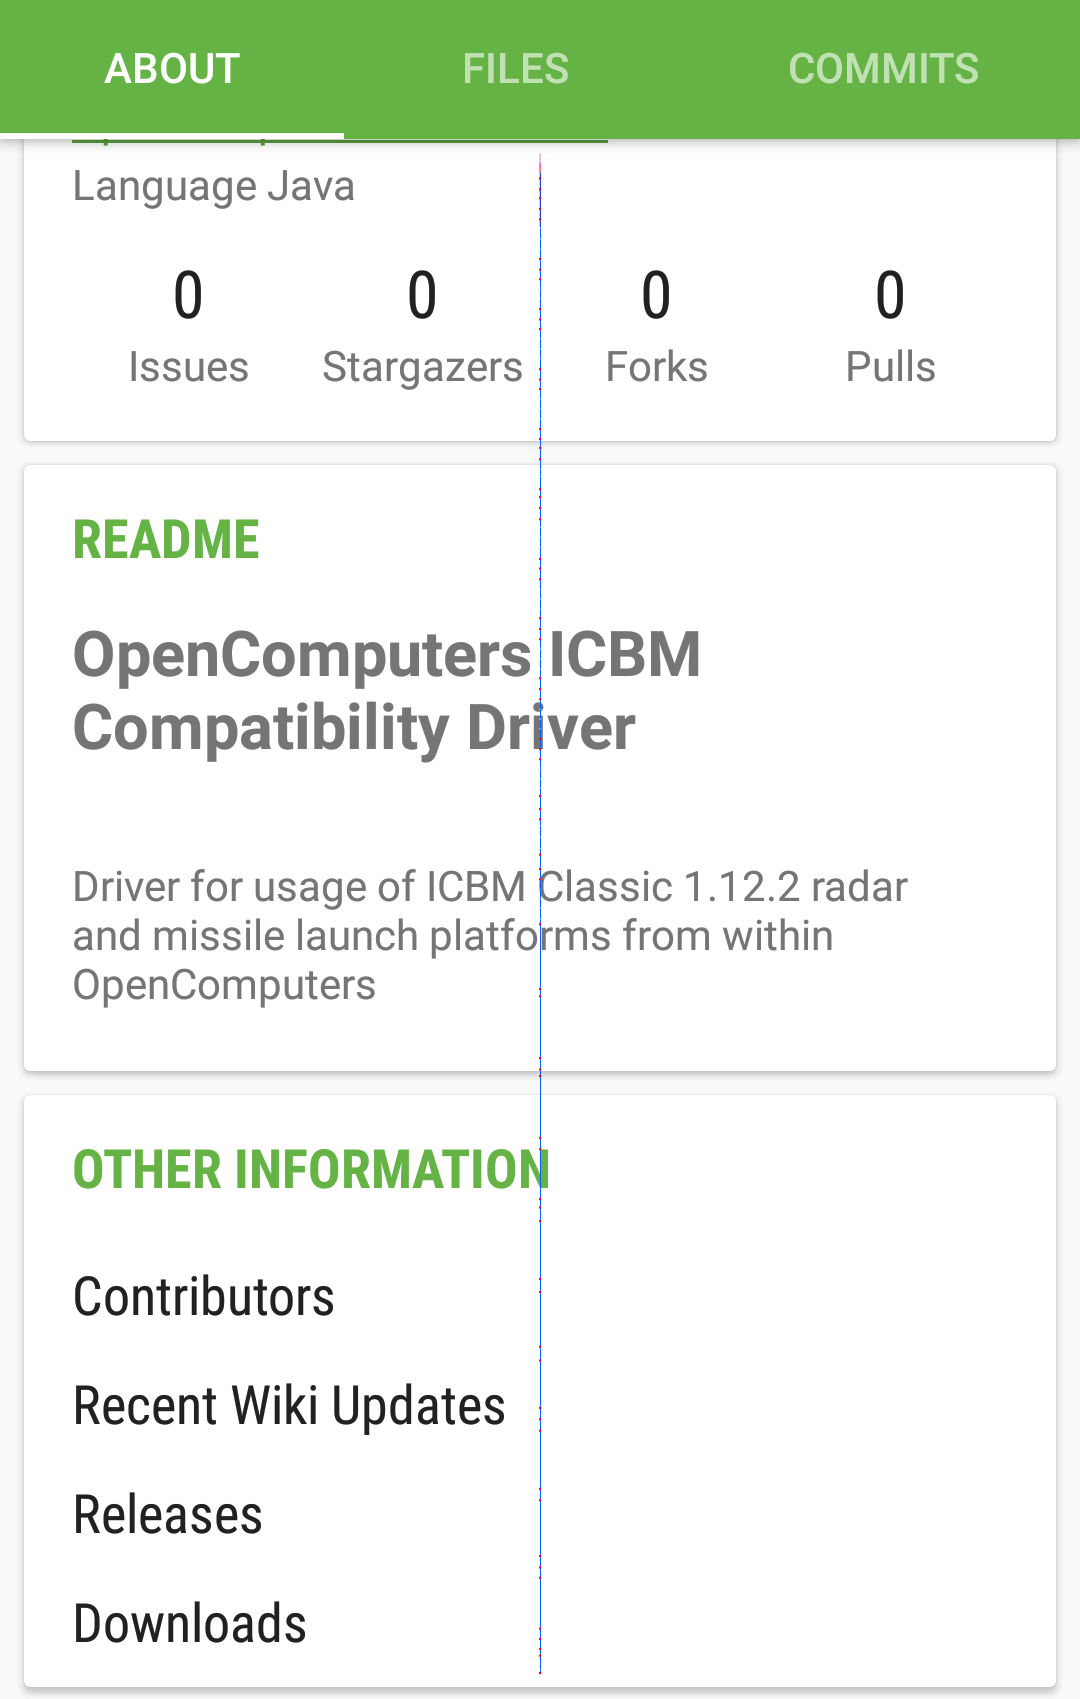 ABOUT FILES COMMITS
Language Java
0 0 0 0
Issues Stargazers Forks Pulls
README
OpenComputers ICBM
Compatibility Driver
Driver for usage of ICBM Classic 1.12.2 radar
and missile launch platforms from within
OpenComputers
OTHER INFORMATION
Contributors
Recent Wiki Updates
Releases
Downloads